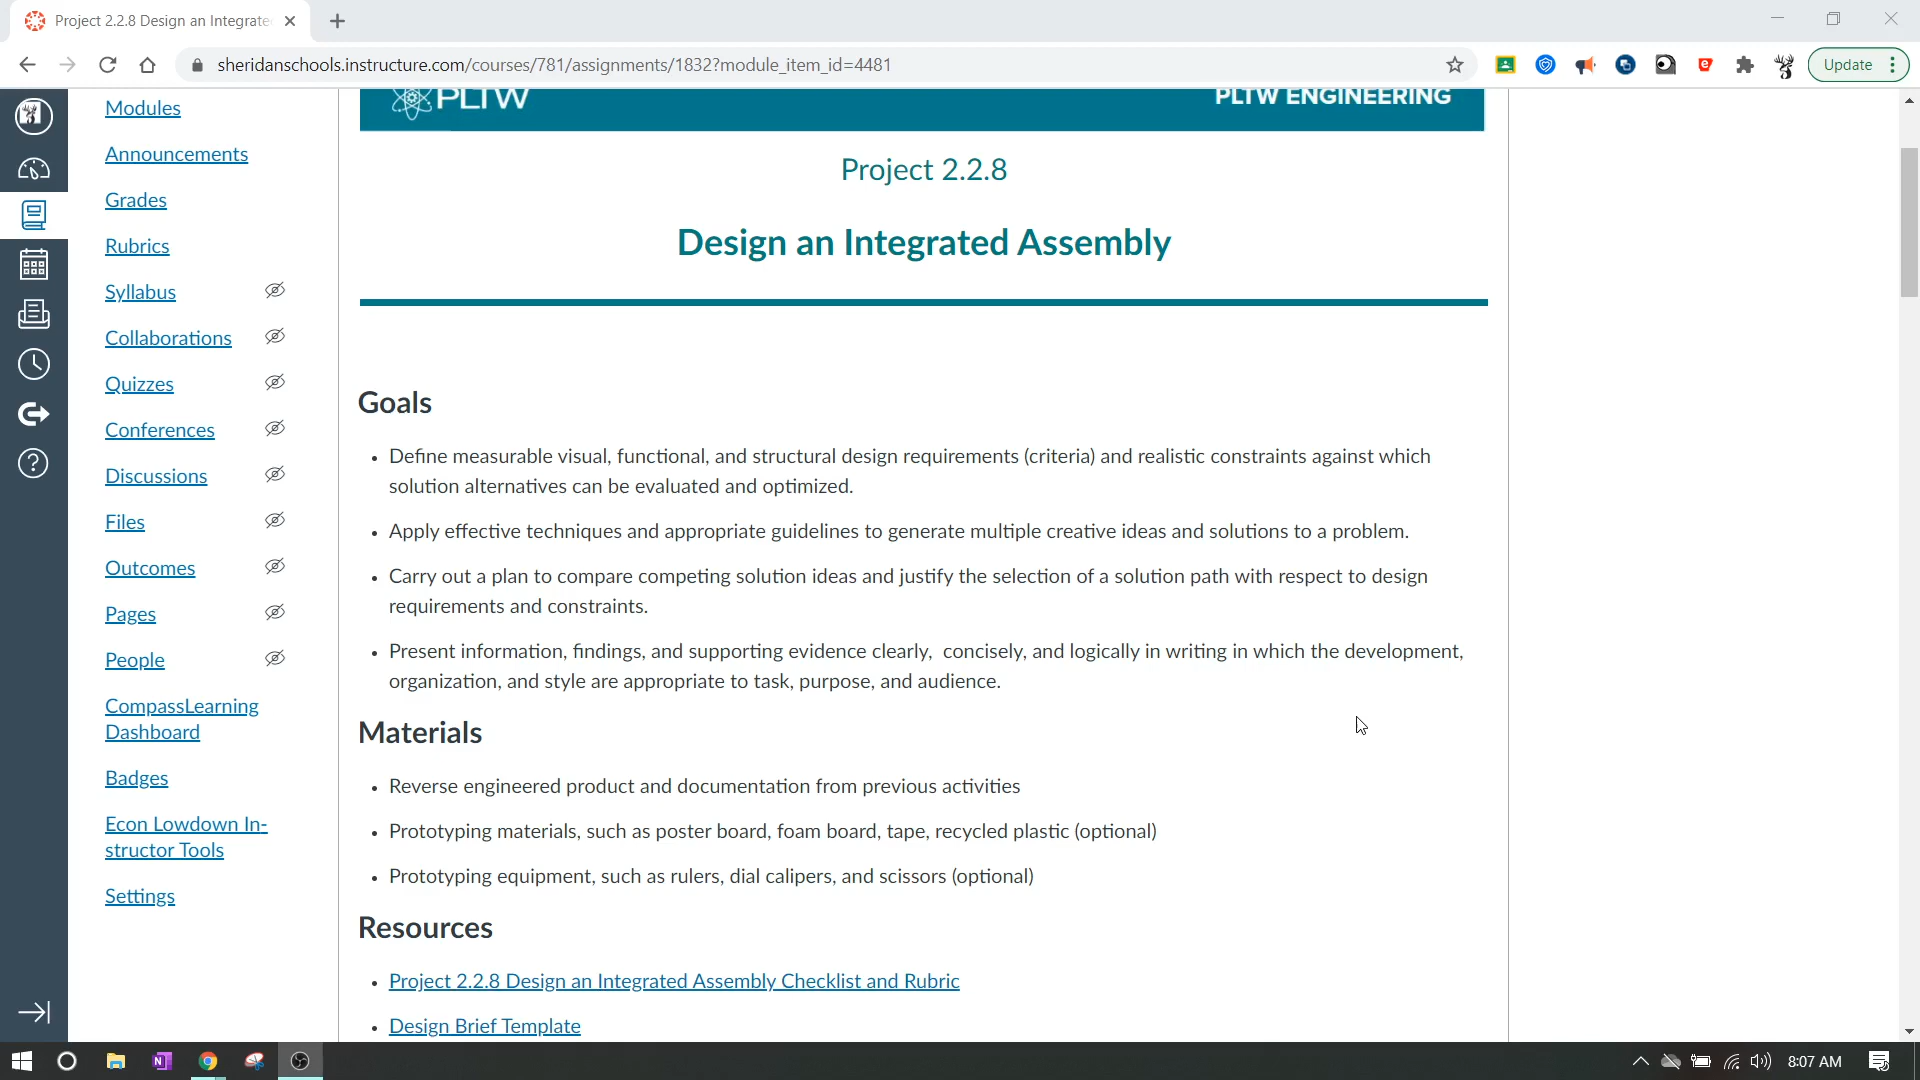 Project 2.2.8 Design an Integrate
sheridanschools.instructure.com/courses/781/assignments/1832?module_item_id=4481
Update
Modules
Announcements
Grades
Rubrics
Syllabus
Collaborations
Quizzes
Conferences
Discussions
Files
Outcomes
Pages
People
CompassLearning
Dashboard
Badges
Econ Lowdown In-
structor Tools
Settings
PLTW
PLTW ENGINEERING
Project 2.2.8
Design an Integrated Assembly
Goals
• Define measurable visual, functional, and structural design requirements (criteria) and realistic constraints against which
solution alternatives can be evaluated and optimized.
• Apply effective techniques and appropriate guidelines to generate multiple creative ideas and solutions to a problem.
• Carry out a plan to compare competing solution ideas and justify the selection of a solution path with respect to design
requirements and constraints.
• Present information, findings, and supporting evidence clearly, concisely, and logically in writing in which the development,
organization, and style are appropriate to task, purpose, and audience.
Materials
• Reverse engineered product and documentation from previous activities
• Prototyping materials, such as poster board, foam board, tape, recycled plastic (optional)
• Prototyping equipment, such as rulers, dial calipers, and scissors (optional)
Resources
• Project 2.2.8 Design an Integrated Assembly Checklist and Rubric
• Design Brief Template
8:07 AM